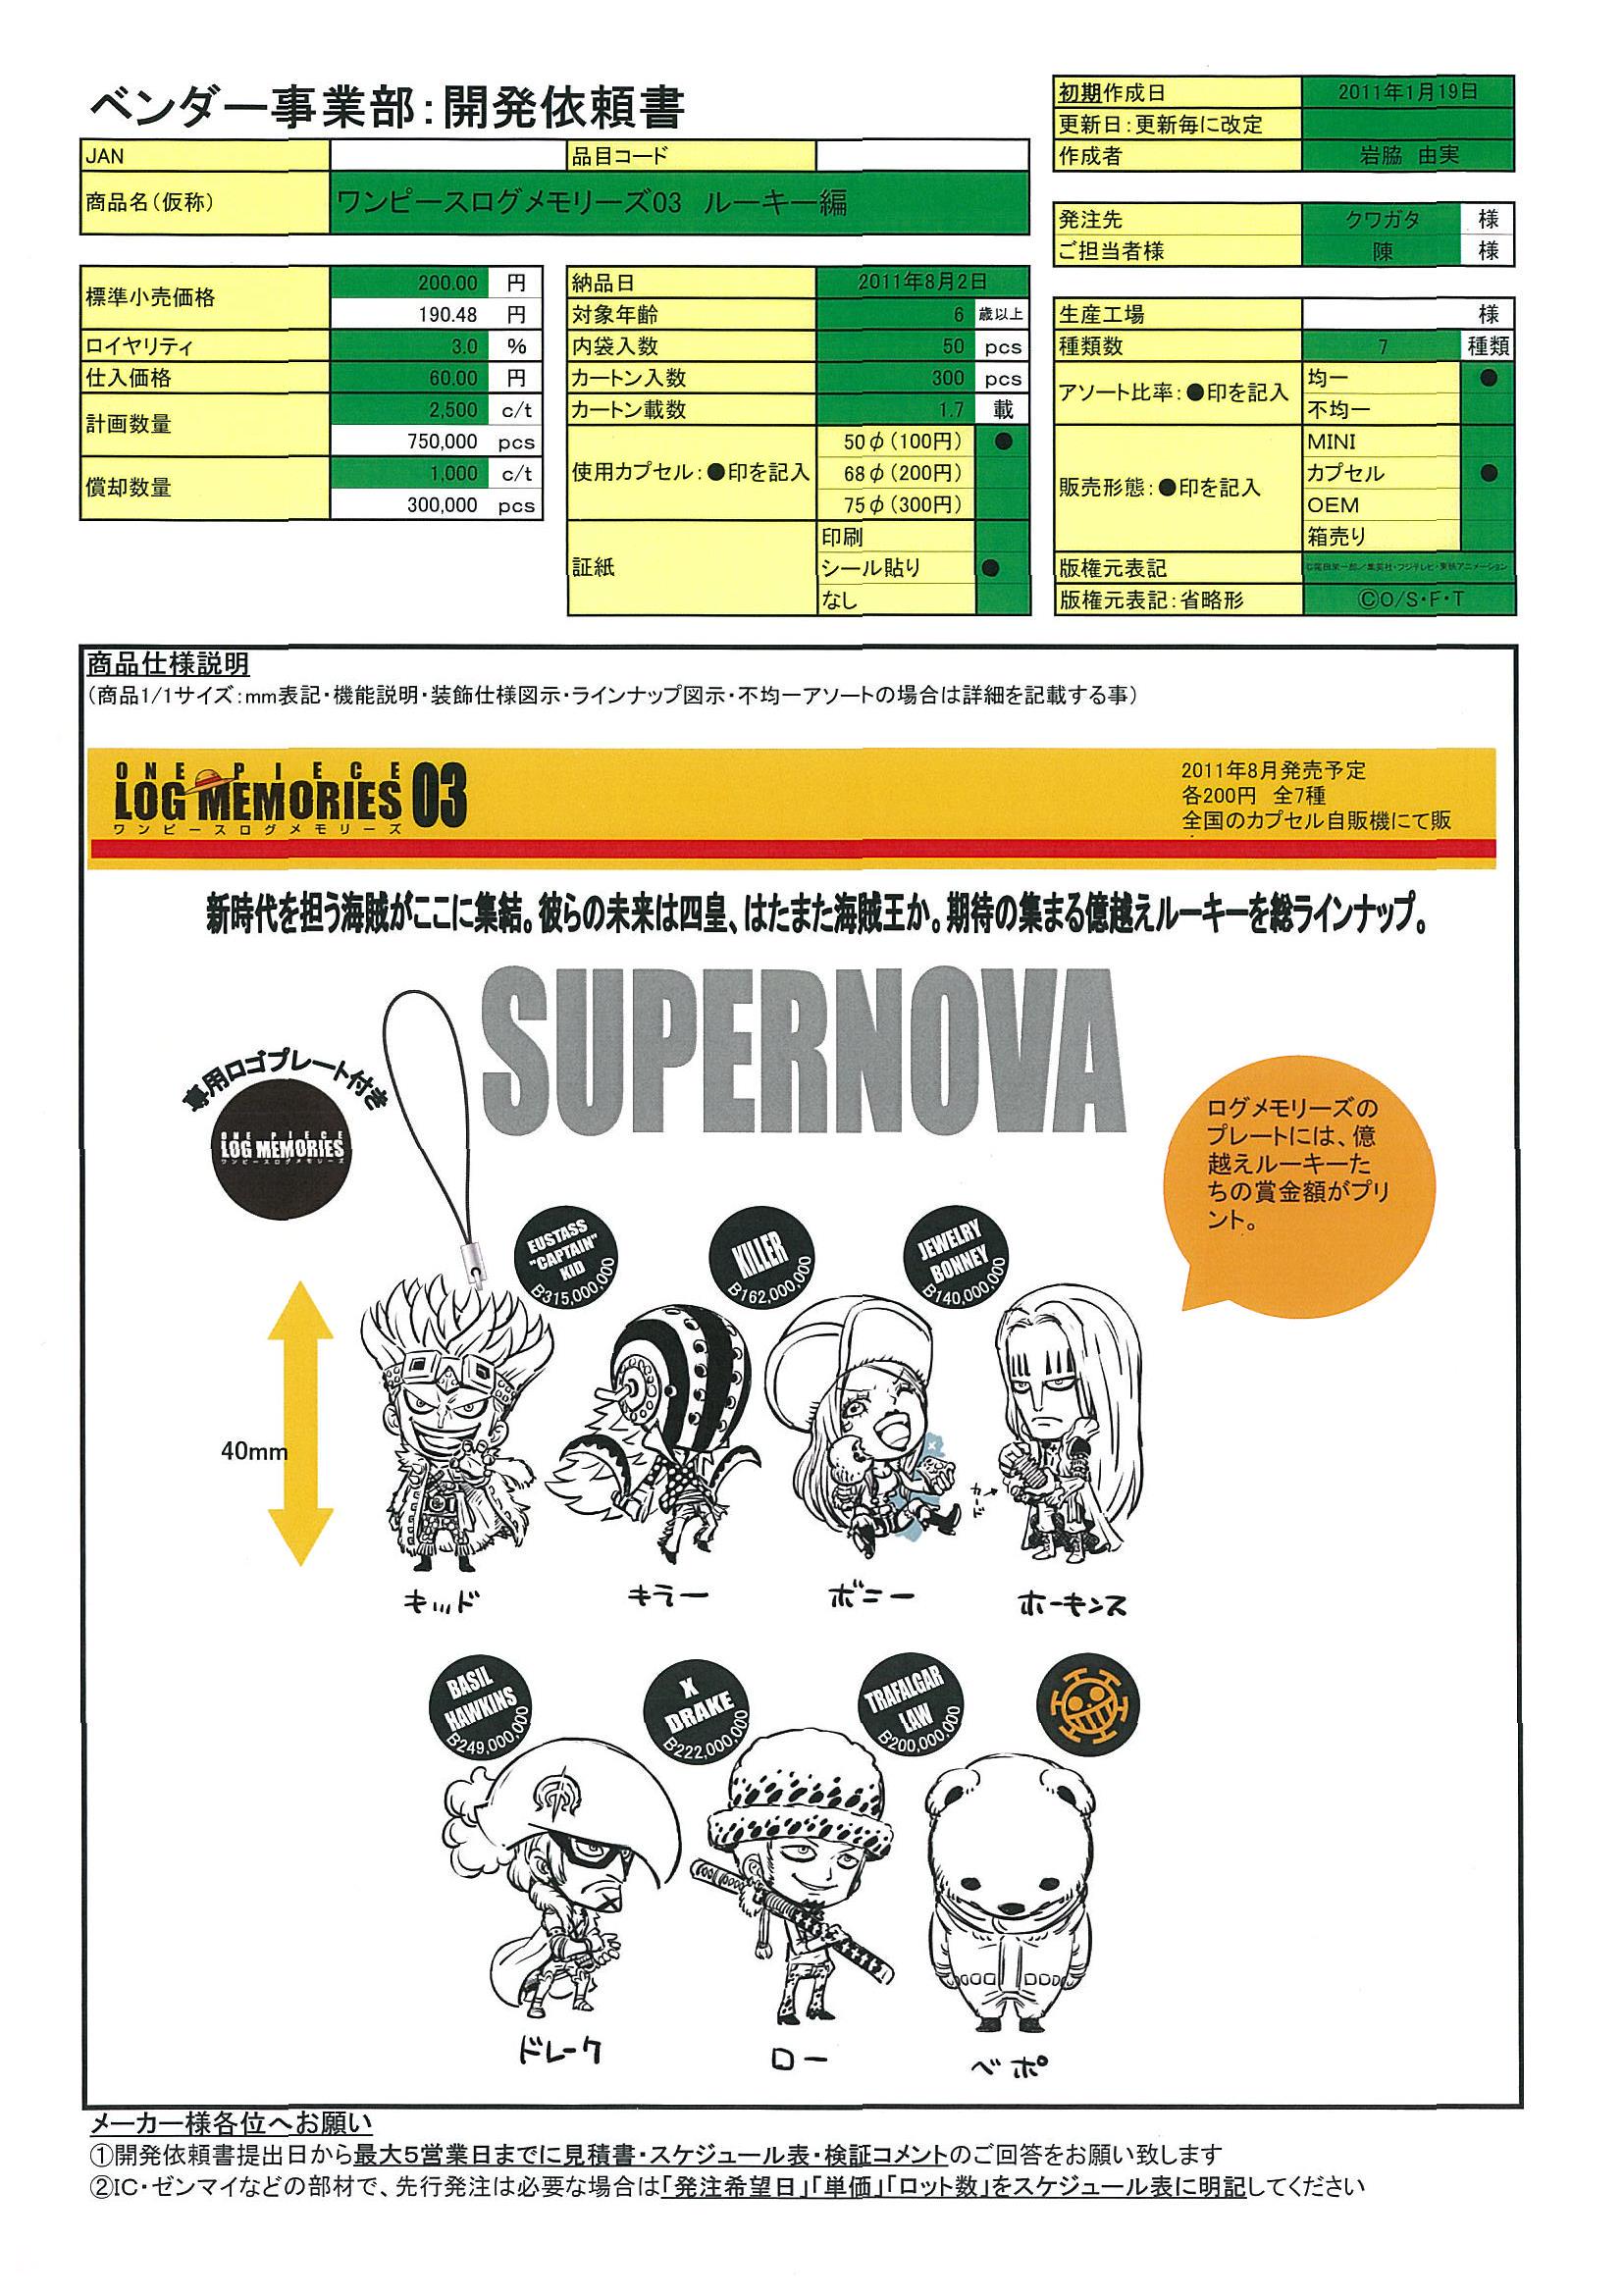 ベンダー事業部：開発依頼書
初期作成日 2011年1月19日
更新日：更新毎に改定
作成者 岩脇 由実
JAN 品目コード
商品名（仮称） ワンピースログメモリーズ03 ルーキー編
発注先 クワガタ 様
ご担当者様 陳 様
標準小売価格 200.00 円
190.48 円
ロイヤリティ 3.0 %
仕入価格 60.00 円
計画数量 2,500 c/t
750,000 pcs
償却数量 1,000 c/t
300,000 pcs
納品日 2011年8月2日
対象年齢 6 歳以上
内袋入数 50 pcs
カートン入数 300 pcs
カートン載数 1.7 載
使用カプセル：●印を記入
50φ（100円） ●
68φ（200円）
75φ（300円）
証紙
印刷
シール貼り ●
なし
生産工場 様
種類数 7 種類
アソート比率：●印を記入
均一 ●
不均一
販売形態：●印を記入
MINI
カプセル ●
OEM
箱売り
版権元表記 ©尾田栄一郎／集英社・フジテレビ・東映アニメーション
版権元表記：省略形 ©O/S・F・T
商品仕様説明
（商品1/1サイズ：mm表記・機能説明・装飾仕様図示・ラインナップ図示・不均一アソートの場合は詳細を記載する事）
ONE PIECE
LOG MEMORIES 03
ワンピースログメモリーズ
2011年8月発売予定
各200円 全7種
全国のカプセル自販機にて販
新時代を担う海賊がここに集結。彼らの未来は四皇、はたまた海賊王か。期待の集まる億越えルーキーを総ラインナップ。
SUPERNOVA
専用ロゴプレート付き
ONE PIECE
LOG MEMORIES
ワンピースログメモリーズ
ログメモリーズの
プレートには、億
越えルーキーた
ちの賞金額がプリ
ント。
EUSTASS
"CAPTAIN"
KID
B315,000,000
KILLER
B162,000,000
JEWELRY
BONNEY
B140,000,000
40mm
カード
キッド
キラー
ボニー
ホーキンス
BASIL
HAWKINS
B249,000,000
X
DRAKE
B222,000,000
TRAFALGAR
LAW
B200,000,000
ドレーク
ロー
ベポ
メーカー様各位へお願い
①開発依頼書提出日から最大５営業日までに見積書・スケジュール表・検証コメントのご回答をお願い致します
②IC・ゼンマイなどの部材で、先行発注は必要な場合は「発注希望日」「単価」「ロット数」をスケジュール表に明記してください